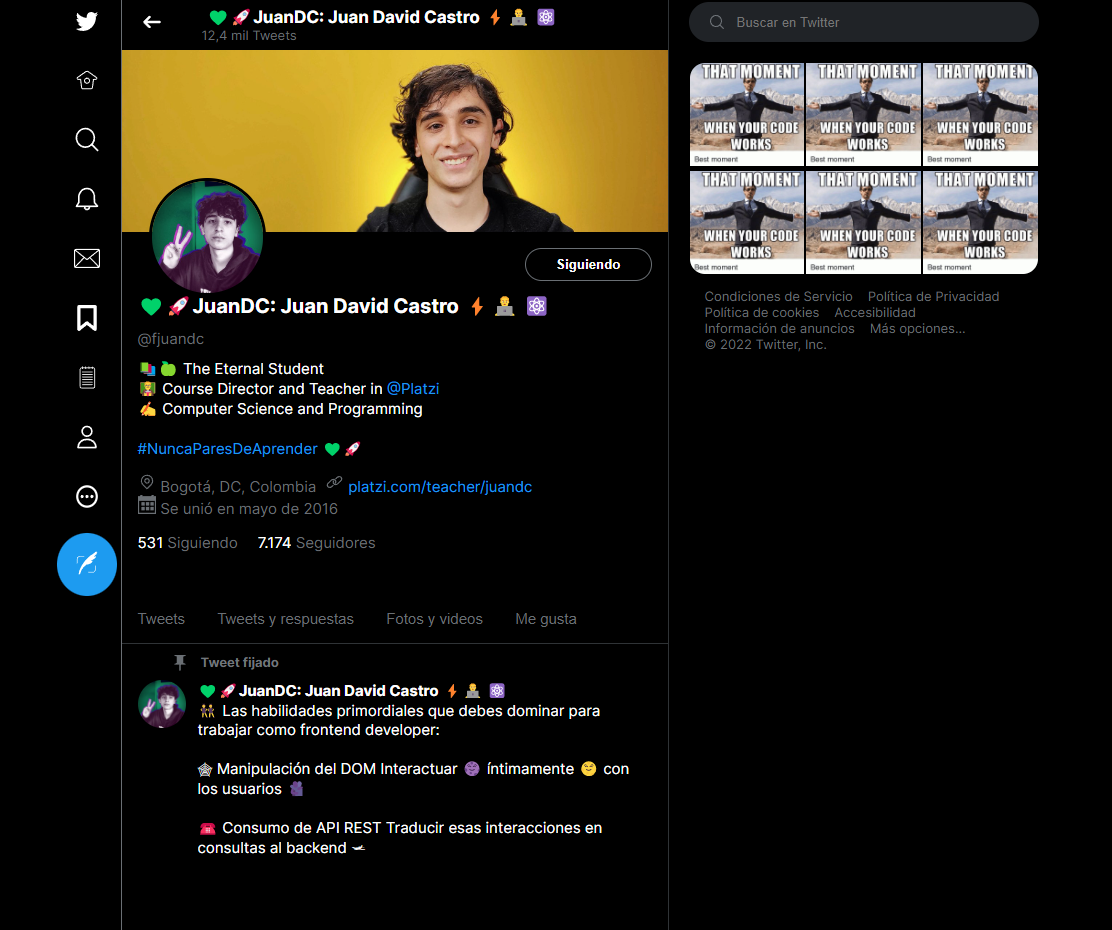 JuanDC: Juan David Castro
12,4 mil Tweets
Siguiendo
JuanDC: Juan David Castro
@fjuandc
The Eternal Student
Course Director and Teacher in @Platzi
Computer Science and Programming
#NuncaParesDeAprender
Bogotá, DC, Colombia platzi.com/teacher/juandc
Se unió en mayo de 2016
531 Siguiendo 7.174 Seguidores
Tweets Tweets y respuestas Fotos y videos Me gusta
Tweet fijado
JuanDC: Juan David Castro
Las habilidades primordiales que debes dominar para
trabajar como frontend developer:
Manipulación del DOM Interactuar íntimamente con
los usuarios
Consumo de API REST Traducir esas interacciones en
consultas al backend
Buscar en Twitter
THAT MOMENT THAT MOMENT THAT MOMENT
WHEN YOUR CODE WHEN YOUR CODE WHEN YOUR CODE
WORKS WORKS WORKS
Best moment Best moment Best moment
THAT MOMENT THAT MOMENT THAT MOMENT
WHEN YOUR CODE WHEN YOUR CODE WHEN YOUR CODE
WORKS WORKS WORKS
Best moment Best moment Best moment
Condiciones de Servicio Política de Privacidad
Política de cookies Accesibilidad
Información de anuncios Más opciones...
© 2022 Twitter, Inc.